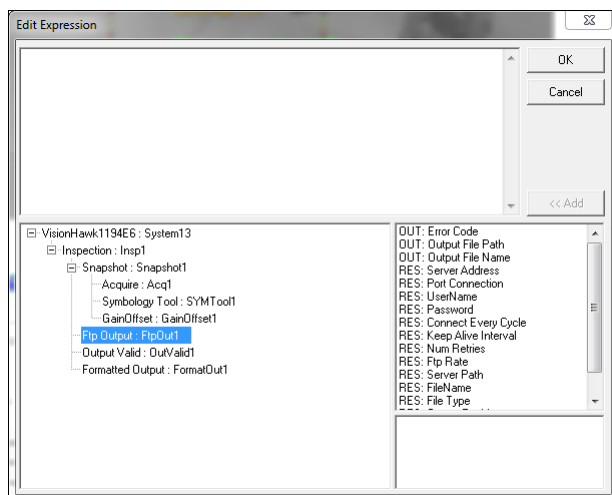 Edit Expression
OK
Cancel
<< Add
VisionHawk1194E6 : System13
Inspection : Insp1
Snapshot : Snapshot1
Acquire : Acq1
Symbology Tool : SYMTool1
GainOffset : GainOffset1
Ftp Output : FtpOut1
Output Valid : OutValid1
Formatted Output : FormatOut1
OUT: Error Code
OUT: Output File Path
OUT: Output File Name
RES: Server Address
RES: Port Connection
RES: UserName
RES: Password
RES: Connect Every Cycle
RES: Keep Alive Interval
RES: Num Retries
RES: Ftp Rate
RES: Server Path
RES: FileName
RES: File Type